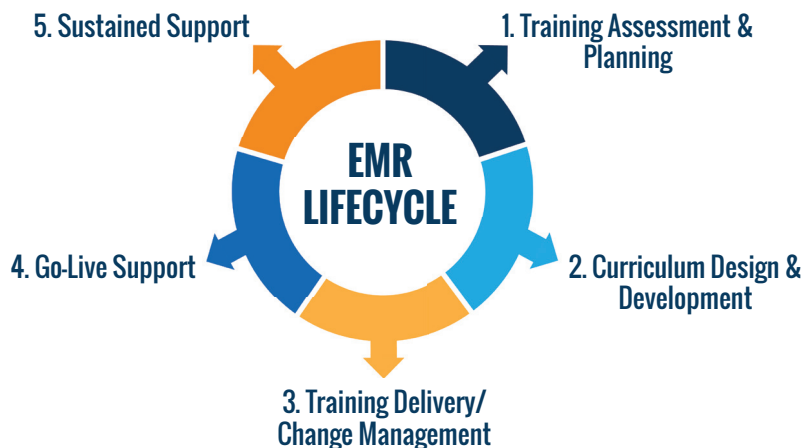 5. Sustained Support
1. Training Assessment &
Planning
EMR
LIFECYCLE
4. Go-Live Support
2. Curriculum Design &
Development
3. Training Delivery/
Change Management